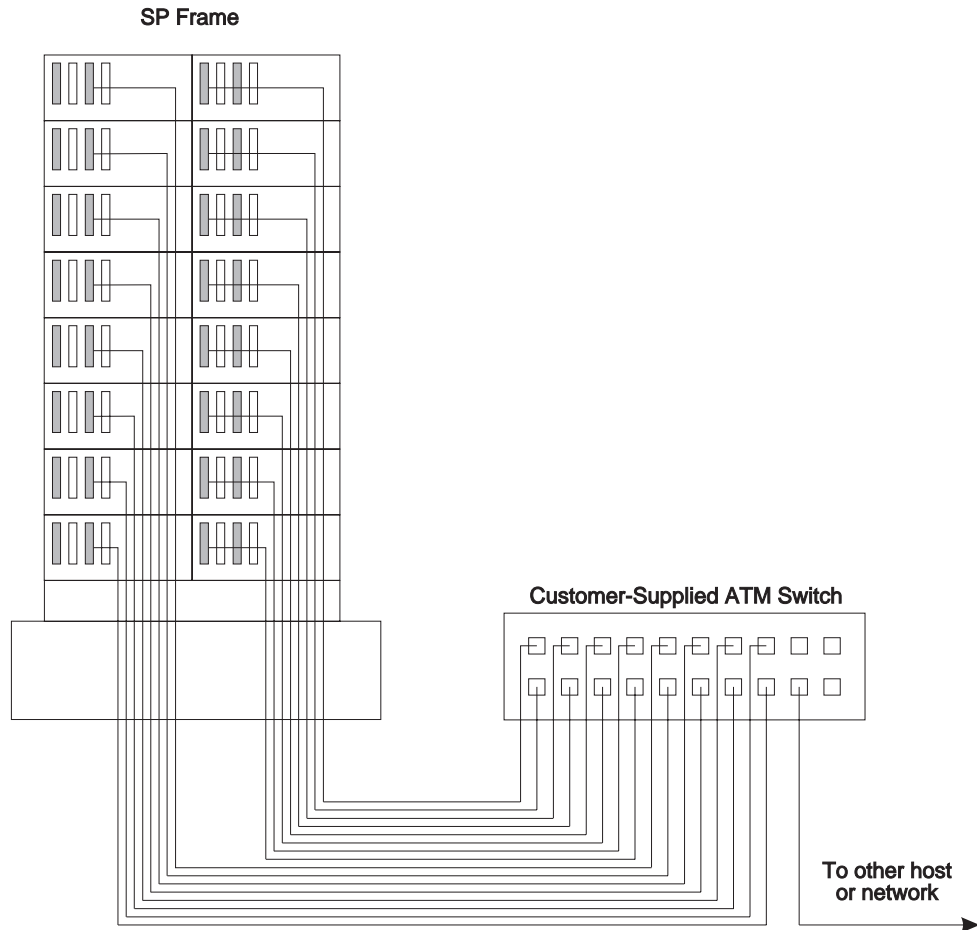 SP Frame
Customer-Supplied ATM Switch
To other host
or network